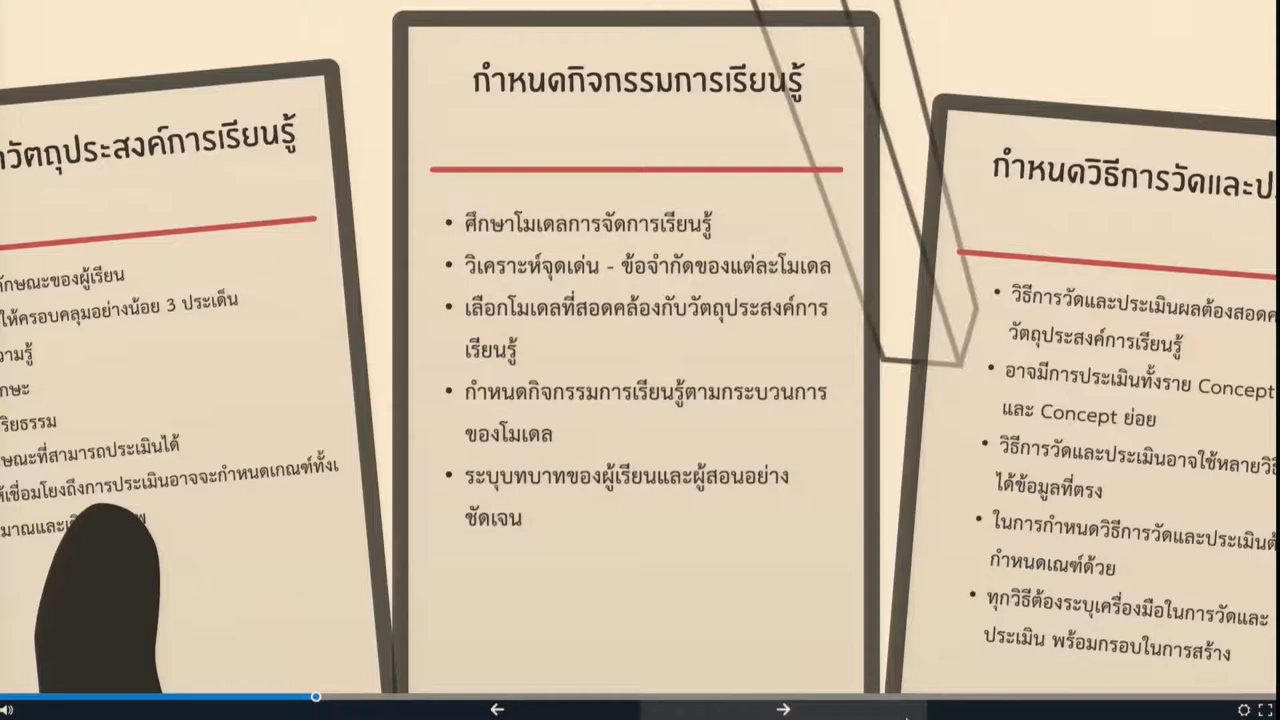 วัตถุประสงค์การเรียนรู้
ลักษณะของผู้เรียน
ให้ครอบคลุมอย่างน้อย 3 ประเด็น
วามรู้
ริยธรรม
ษณะที่สามารถประเมินได้
ห้เชื่อมโยงถึงการประเมินอาจจะกำหนดเกณฑ์ทั้งเ
มาณและ
กำหนดกิจกรรมการเรียนรู้
• ศึกษาโมเดลการจัดการเรียนรู้
• วิเคราะห์จุดเด่น - ข้อจำกัดของแต่ละโมเดล
• เลือกโมเดลที่สอดคล้องกับวัตถุประสงค์การ
เรียนรู้
• กำหนดกิจกรรมการเรียนรู้ตามกระบวนการ
ของโมเดล
• ระบุบทบาทของผู้เรียนและผู้สอนอย่าง
ชัดเจน
กำหนดวิธีการวัดและป
• วิธีการวัดและประเมินผลต้องสอดค
วัตถุประสงค์การเรียนรู้
• อาจมีการประเมินทั้งราย Concept
และ Concept ย่อย
• วิธีการวัดและประเมินอาจใช้หลายวิธี
ได้ข้อมูลที่ตรง
• ในการกำหนดวิธีการวัดและประเมินต้
กำหนดเณฑ์ด้วย
• ทุกวิธีต้องระบุเครื่องมือในการวัดและ
ประเมิน พร้อมกรอบในการสร้าง